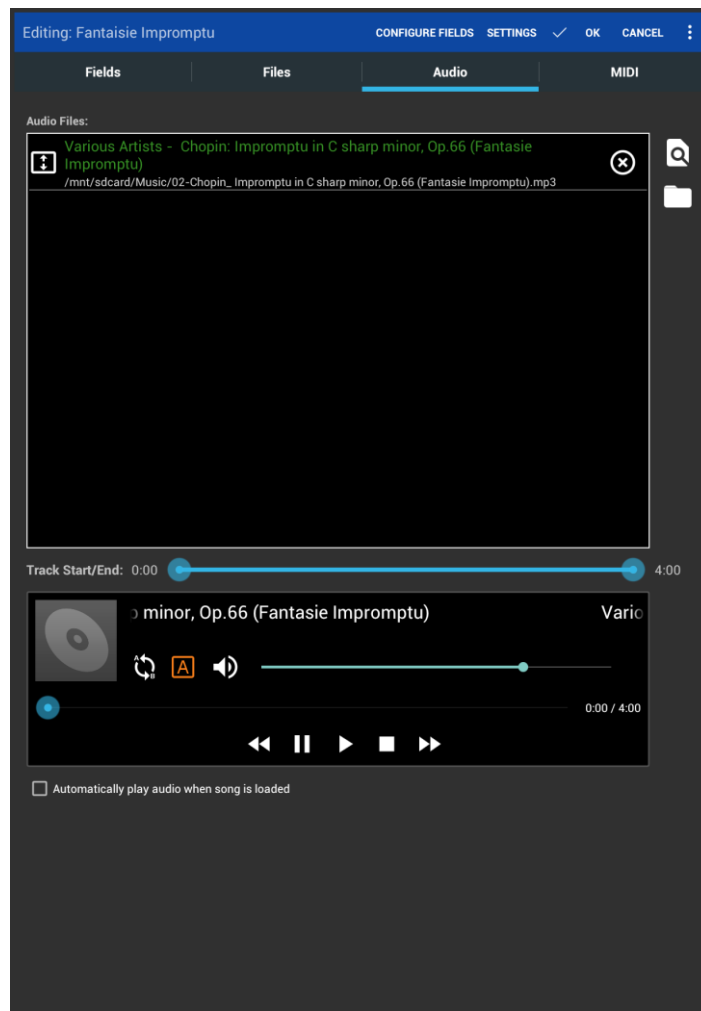 Editing: Fantaisie Impromptu CONFIGURE FIELDS SETTINGS OK CANCEL
Fields Files Audio MIDI
Audio Files:
Various Artists - Chopin: Impromptu in C sharp minor, Op.66 (Fantasie
Impromptu)
/mnt/sdcard/Music/02-Chopin_ Impromptu in C sharp minor, Op.66 (Fantasie Impromptu).mp3
Track Start/End: 0:00 4:00
minor, Op.66 (Fantasie Impromptu) Vario
A B A
0:00 / 4:00
Automatically play audio when song is loaded